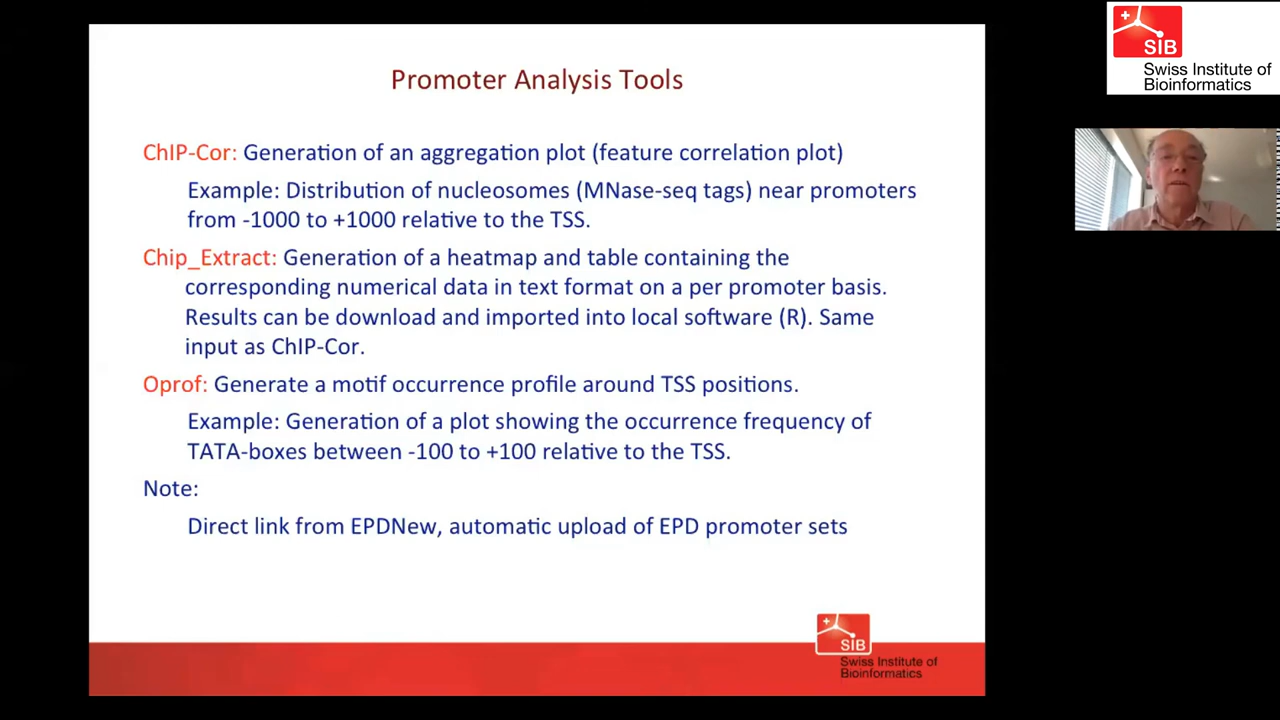 Promoter Analysis Tools
ChIP-Cor: Generation of an aggregation plot (feature correlation plot)
Example: Distribution of nucleosomes (MNase-seq tags) near promoters
from -1000 to +1000 relative to the TSS.
Chip_Extract: Generation of a heatmap and table containing the
corresponding numerical data in text format on a per promoter basis.
Results can be download and imported into local software (R). Same
input as ChIP-Cor.
Oprof: Generate a motif occurrence profile around TSS positions.
Example: Generation of a plot showing the occurrence frequency of
TATA-boxes between -100 to +100 relative to the TSS.
Note:
Direct link from EPDNew, automatic upload of EPD promoter sets
SIB
Swiss Institute of
Bioinformatics
SIB
Swiss Institute of
Bioinformatics